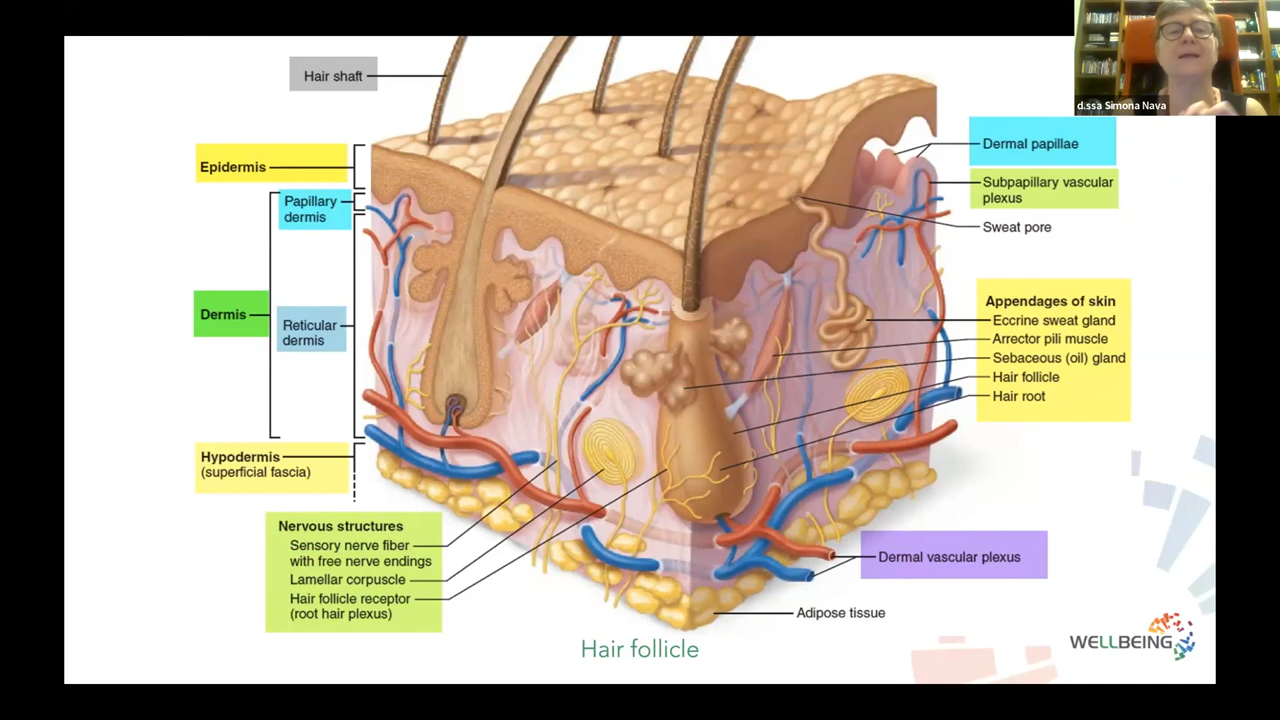 d.ssa Simona Nava
Hair shaft
Epidermis
Papillary
dermis
Dermis
Reticular
dermis
Hypodermis
(superficial fascia)
Nervous structures
Sensory nerve fiber
with free nerve endings
Lamellar corpuscle
Hair follicle receptor
(root hair plexus)
Dermal papillae
Subpapillary vascular
plexus
Sweat pore
Appendages of skin
Eccrine sweat gland
Arrector pili muscle
Sebaceous (oil) gland
Hair follicle
Hair root
Dermal vascular plexus
Adipose tissue
Hair follicle
WELLBEING